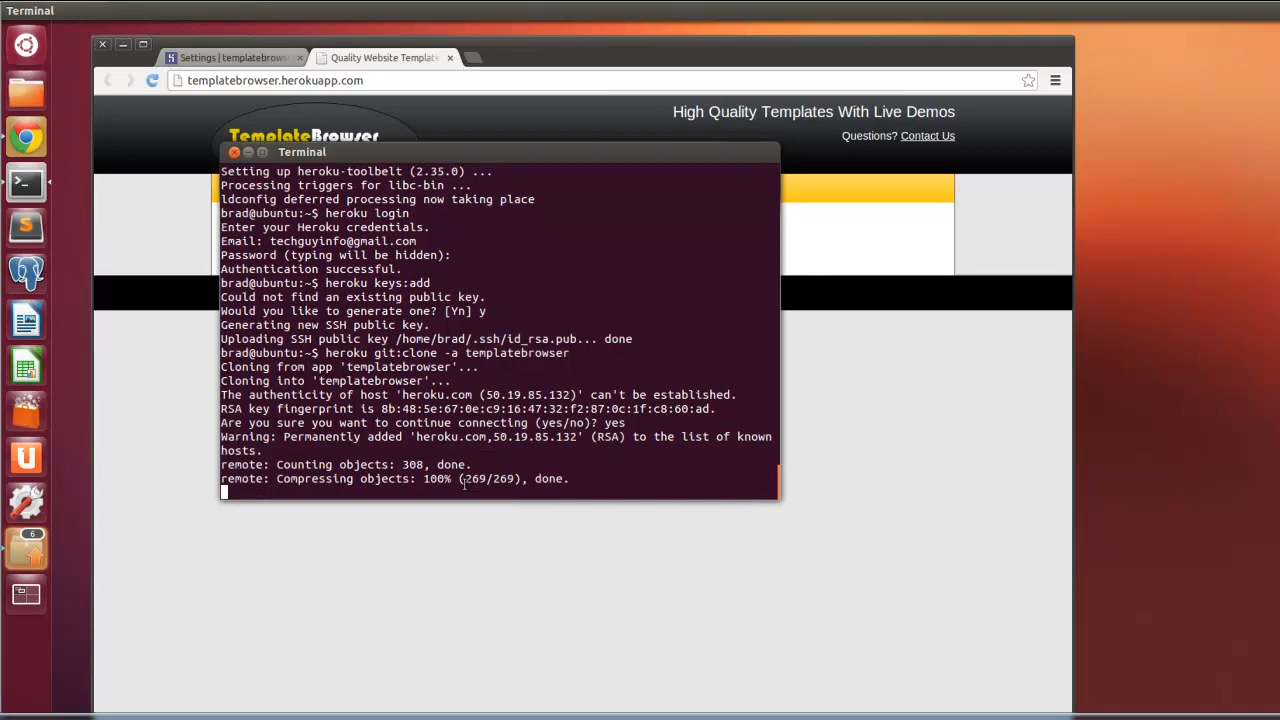 Terminal
Settings | templatebrows
Quality Website Template
templatebrowser.herokuapp.com
High Quality Templates With Live Demos
TemplateBrowser
Questions? Contact Us
Terminal
Setting up heroku-toolbelt (2.35.0) ...
Processing triggers for libc-bin ...
ldconfig deferred processing now taking place
brad@ubuntu:~$ heroku login
Enter your Heroku credentials.
Email: techguyinfo@gmail.com
Password (typing will be hidden):
Authentication successful.
brad@ubuntu:~$ heroku keys:add
Could not find an existing public key.
Would you like to generate one? [Yn] y
Generating new SSH public key.
Uploading SSH public key /home/brad/.ssh/id_rsa.pub... done
brad@ubuntu:~$ heroku git:clone -a templatebrowser
Cloning from app 'templatebrowser'...
Cloning into 'templatebrowser'...
The authenticity of host 'heroku.com (50.19.85.132)' can't be established.
RSA key fingerprint is 8b:48:5e:67:0e:c9:16:47:32:f2:87:0c:1f:c8:60:ad.
Are you sure you want to continue connecting (yes/no)? yes
Warning: Permanently added 'heroku.com,50.19.85.132' (RSA) to the list of known
hosts.
remote: Counting objects: 308, done.
remote: Compressing objects: 100% (269/269), done.
6